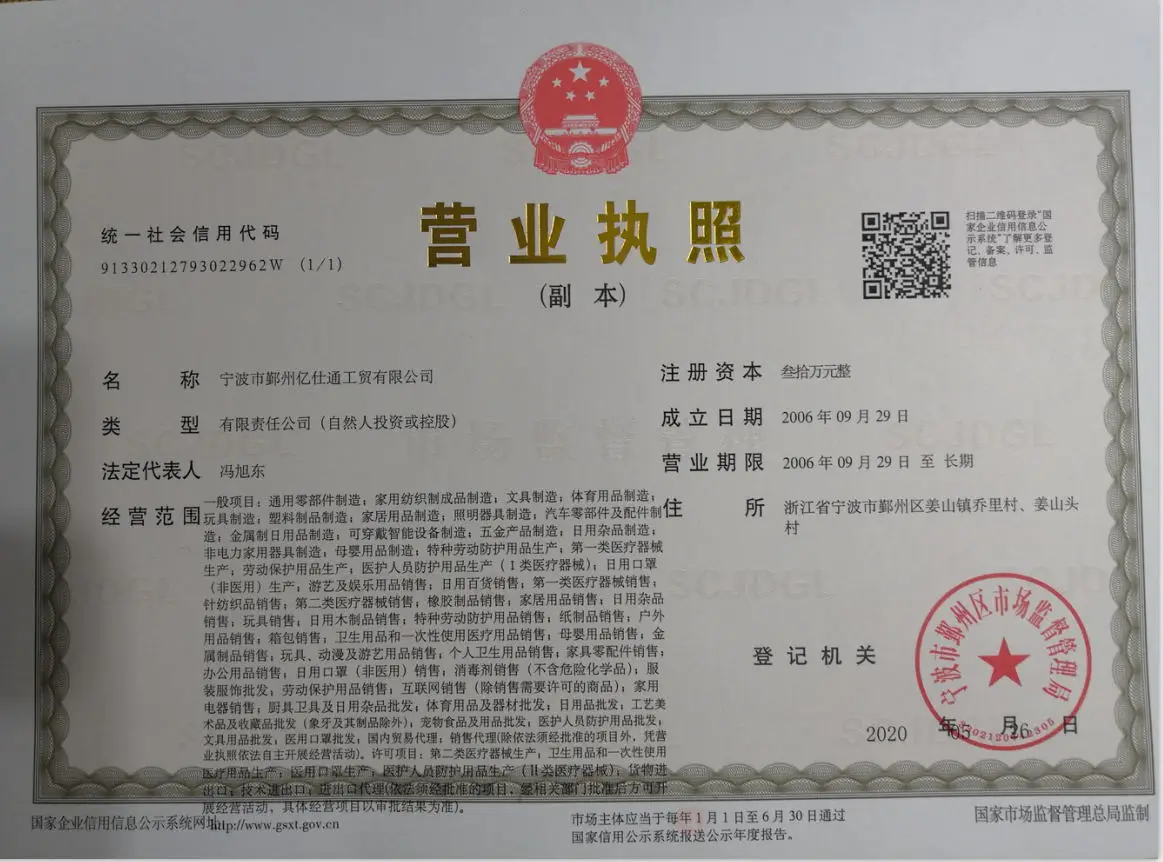 营业执照
(副 本)
统一社会信用代码
91330212793022962W (1/1)
扫描二维码登录“国
家企业信用信息公
示系统”了解更多登
记、备案、许可、监
管信息
名 称 宁波市鄞州亿仕通工贸有限公司
类 型 有限责任公司（自然人投资或控股）
法定代表人 冯旭东
经营范围
一般项目：通用零部件制造；家用纺织制成品制造；文具制造；体育用品制造；
玩具制造；塑料制品制造；家居用品制造；照明器具制造；汽车零部件及配件制
造；金属制日用品制造；可穿戴智能设备制造；五金产品制造；日用杂品制造；
非电力家用器具制造；母婴用品制造；特种劳动防护用品生产；第一类医疗器械
生产；劳动保护用品生产；医护人员防护用品生产（Ⅰ类医疗器械）；日用口罩
（非医用）生产；游艺及娱乐用品销售；日用百货销售；第一类医疗器械销售；
针纺织品销售；第二类医疗器械销售；橡胶制品销售；家居用品销售；日用杂品
销售；玩具销售；日用木制品销售；特种劳动防护用品销售；纸制品销售；户外
用品销售；箱包销售；卫生用品和一次性使用医疗用品销售；母婴用品销售；金
属制品销售；玩具、动漫及游艺用品销售；个人卫生用品销售；家具零配件销售；
办公用品销售；日用口罩（非医用）销售；消毒剂销售（不含危险化学品）；服
装服饰批发；劳动保护用品销售；互联网销售（除销售需要许可的商品）；家用
电器销售；厨具卫具及日用杂品批发；体育用品及器材批发；日用品批发；工艺美
术品及收藏品批发（象牙及其制品除外）；宠物食品及用品批发；医护人员防护用品批发；
文具用品批发；医用口罩批发；国内贸易代理；销售代理(除依法须经批准的项目外，凭营
业执照依法自主开展经营活动)。许可项目：第二类医疗器械生产；卫生用品和一次性使用
医疗用品生产；医用口罩生产；医护人员防护用品生产（Ⅱ类医疗器械）；货物进
出口；技术进出口；进出口代理(依法须经批准的项目，经相关部门批准后方可开
展经营活动，具体经营项目以审批结果为准)。
注册资本 叁拾万元整
成立日期 2006 年 09 月 29 日
营业期限 2006 年 09 月 29 日 至 长期
住 所 浙江省宁波市鄞州区姜山镇乔里村、姜山头
村
登记机关
宁波市鄞州区市场监督管理局
2020 年 05 月 26 日
国家企业信用信息公示系统网址http://www.gsxt.gov.cn
市场主体应当于每年1月1日至6月30日通过
国家信用公示系统报送公示年度报告。
国家市场监督管理总局监制